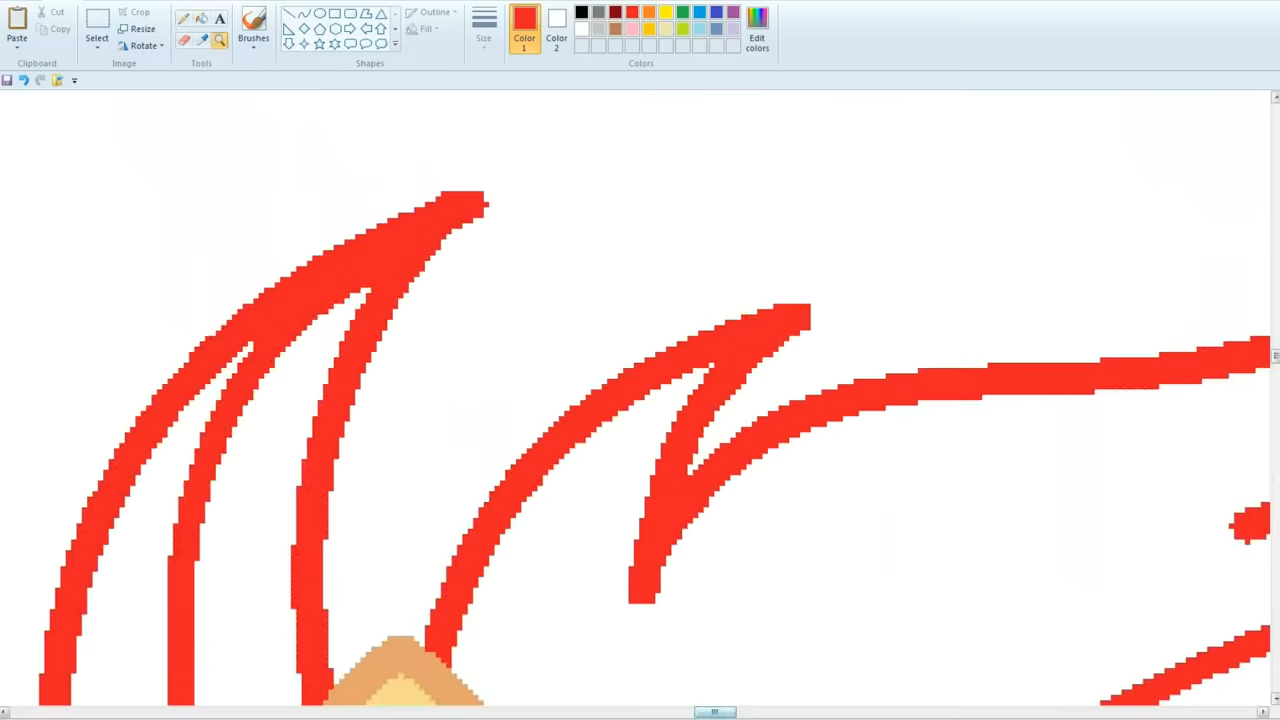 Cut
Crop
Outline
Copy
Resize
Fill
Rotate
Paste
Select
A
Brushes
Size
Color
1
Color
2
Edit
colors
Clipboard
Image
Tools
Shapes
Colors